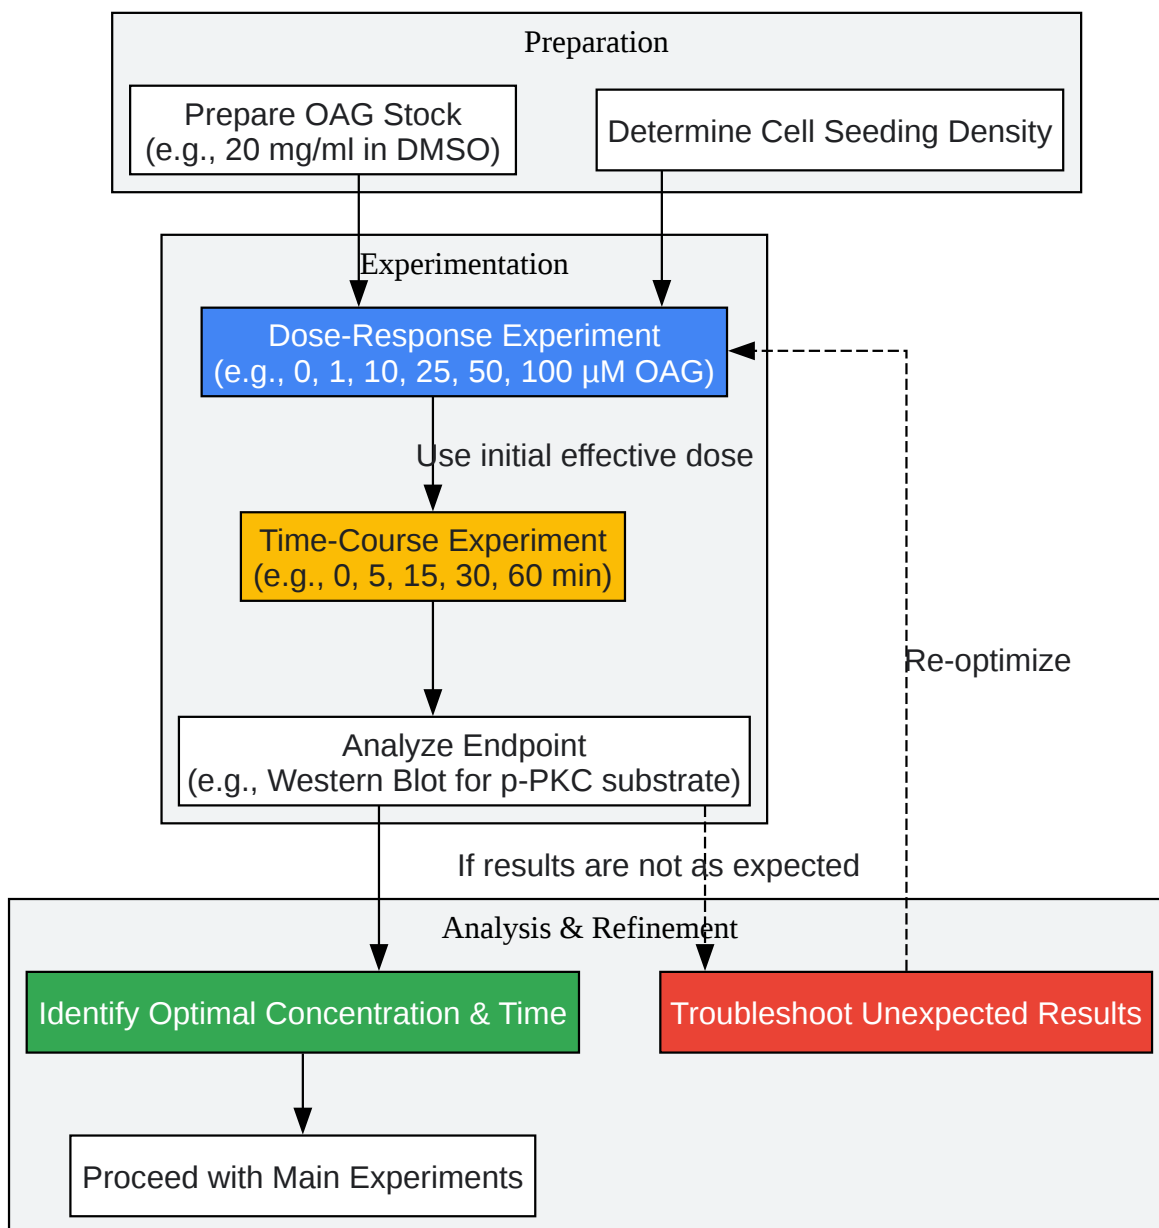 Preparation
Prepare OAG Stock
(e.g., 20 mg/ml in DMSO)
Determine Cell Seeding Density
Experimentation
Dose-Response Experiment
(e.g., 0, 1, 10, 25, 50, 100 µM OAG)
Use initial effective dose
Time-Course Experiment
(e.g., 0, 5, 15, 30, 60 min)
Re-optimize
Analyze Endpoint
(e.g., Western Blot for p-PKC substrate)
If results are not as expected
Analysis & Refinement
Identify Optimal Concentration & Time
Troubleshoot Unexpected Results
Proceed with Main Experiments